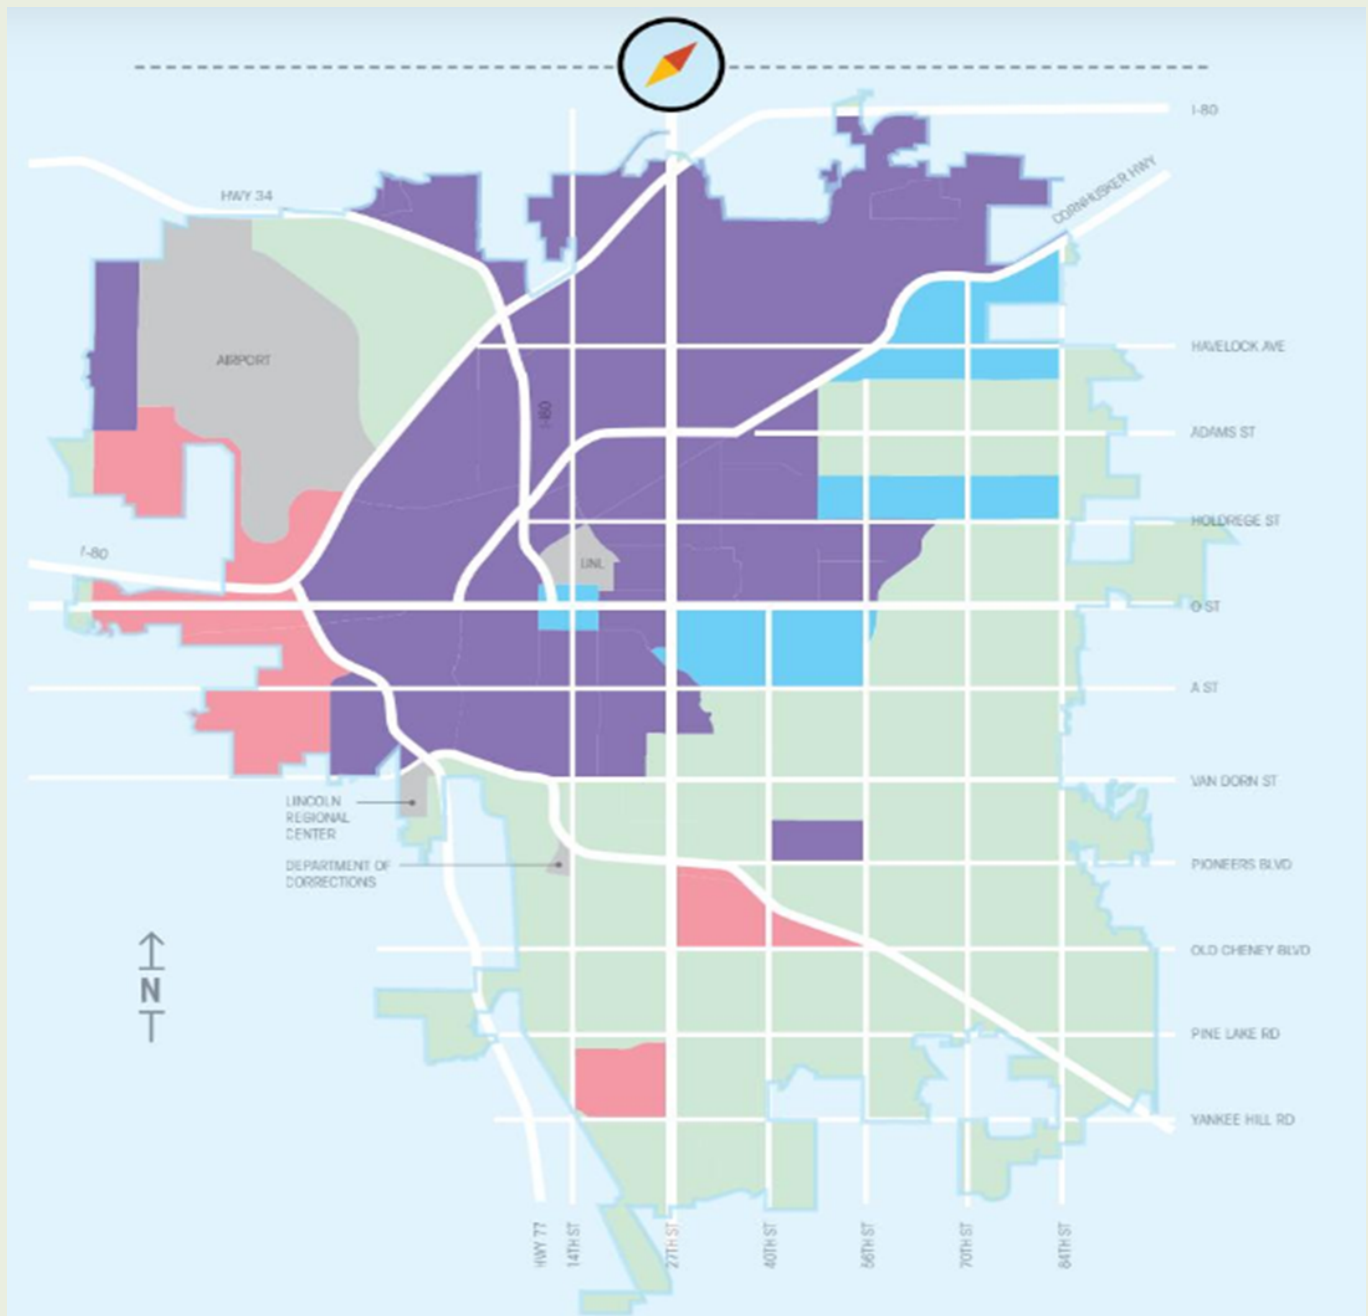 I-80
CORNHUSKER HWY
HWY 34
HAVELOCK AVE
AIRPORT
I-80
ADAMS ST
HOLDREGE ST
I-80
UNL
O ST
A ST
VAN DORN ST
LINCOLN
REGIONAL
CENTER
DEPARTMENT OF
CORRECTIONS
PIONEERS BLVD
OLD CHENEY BLVD
N
PINE LAKE RD
YANKEE HILL RD
HWY 77
14TH ST
27TH ST
40TH ST
56TH ST
70TH ST
84TH ST